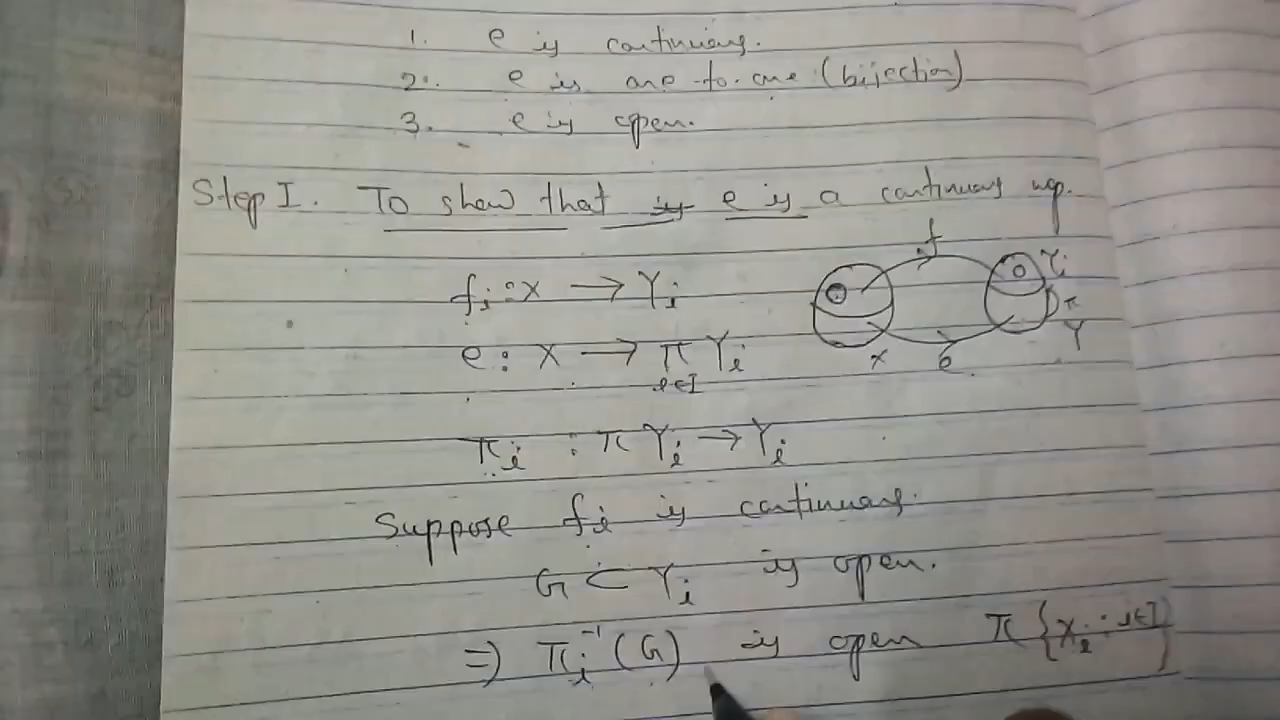 1. e is continuous.
2. e is one-to-one (bijection)
3. e is open.
Step I. To show that is e is a continuous map.
f
fᵢ : X → Yᵢ
Yᵢ
π
Y
e : X → π Yᵢ
i∈I
X
e
πᵢ : π Yᵢ → Yᵢ
Suppose fᵢ is continuous.
G ⊂ Yᵢ is open.
⇒ πᵢ⁻¹(G) is open π {Xᵢ : i∈I}